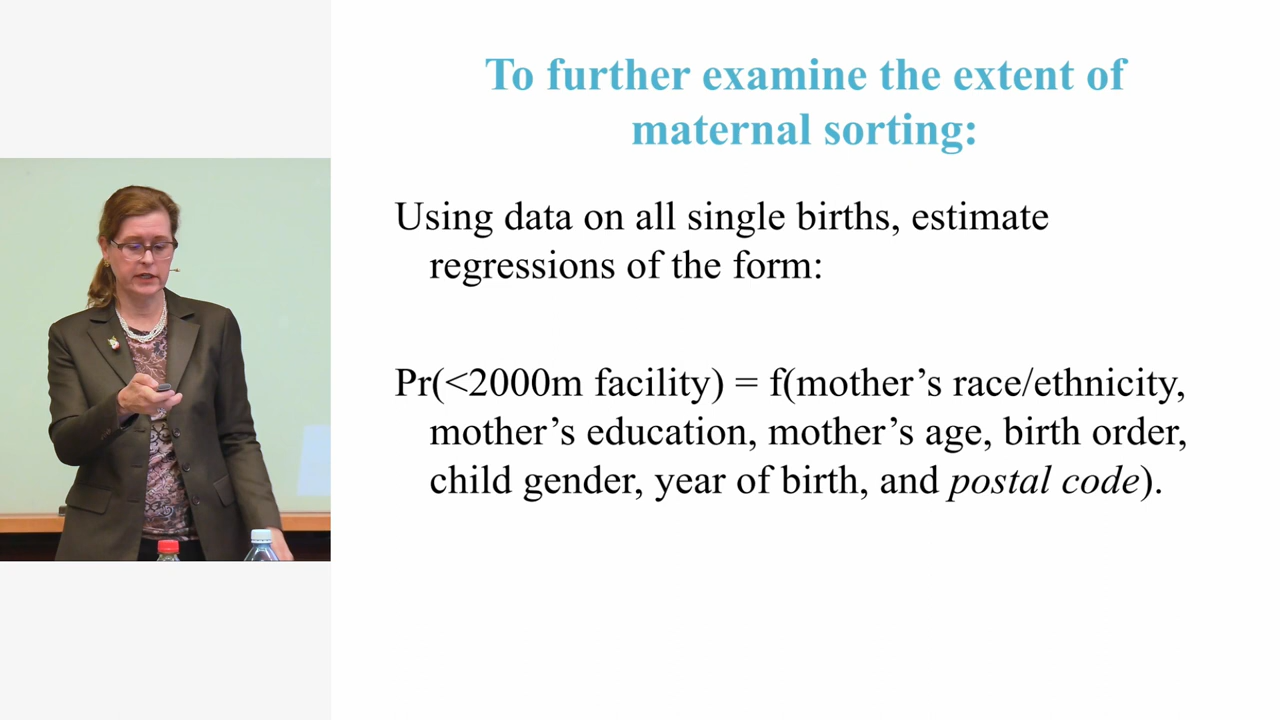 To further examine the extent of
maternal sorting:
Using data on all single births, estimate
regressions of the form:
Pr(<2000m facility) = f(mother’s race/ethnicity,
mother’s education, mother’s age, birth order,
child gender, year of birth, and postal code).